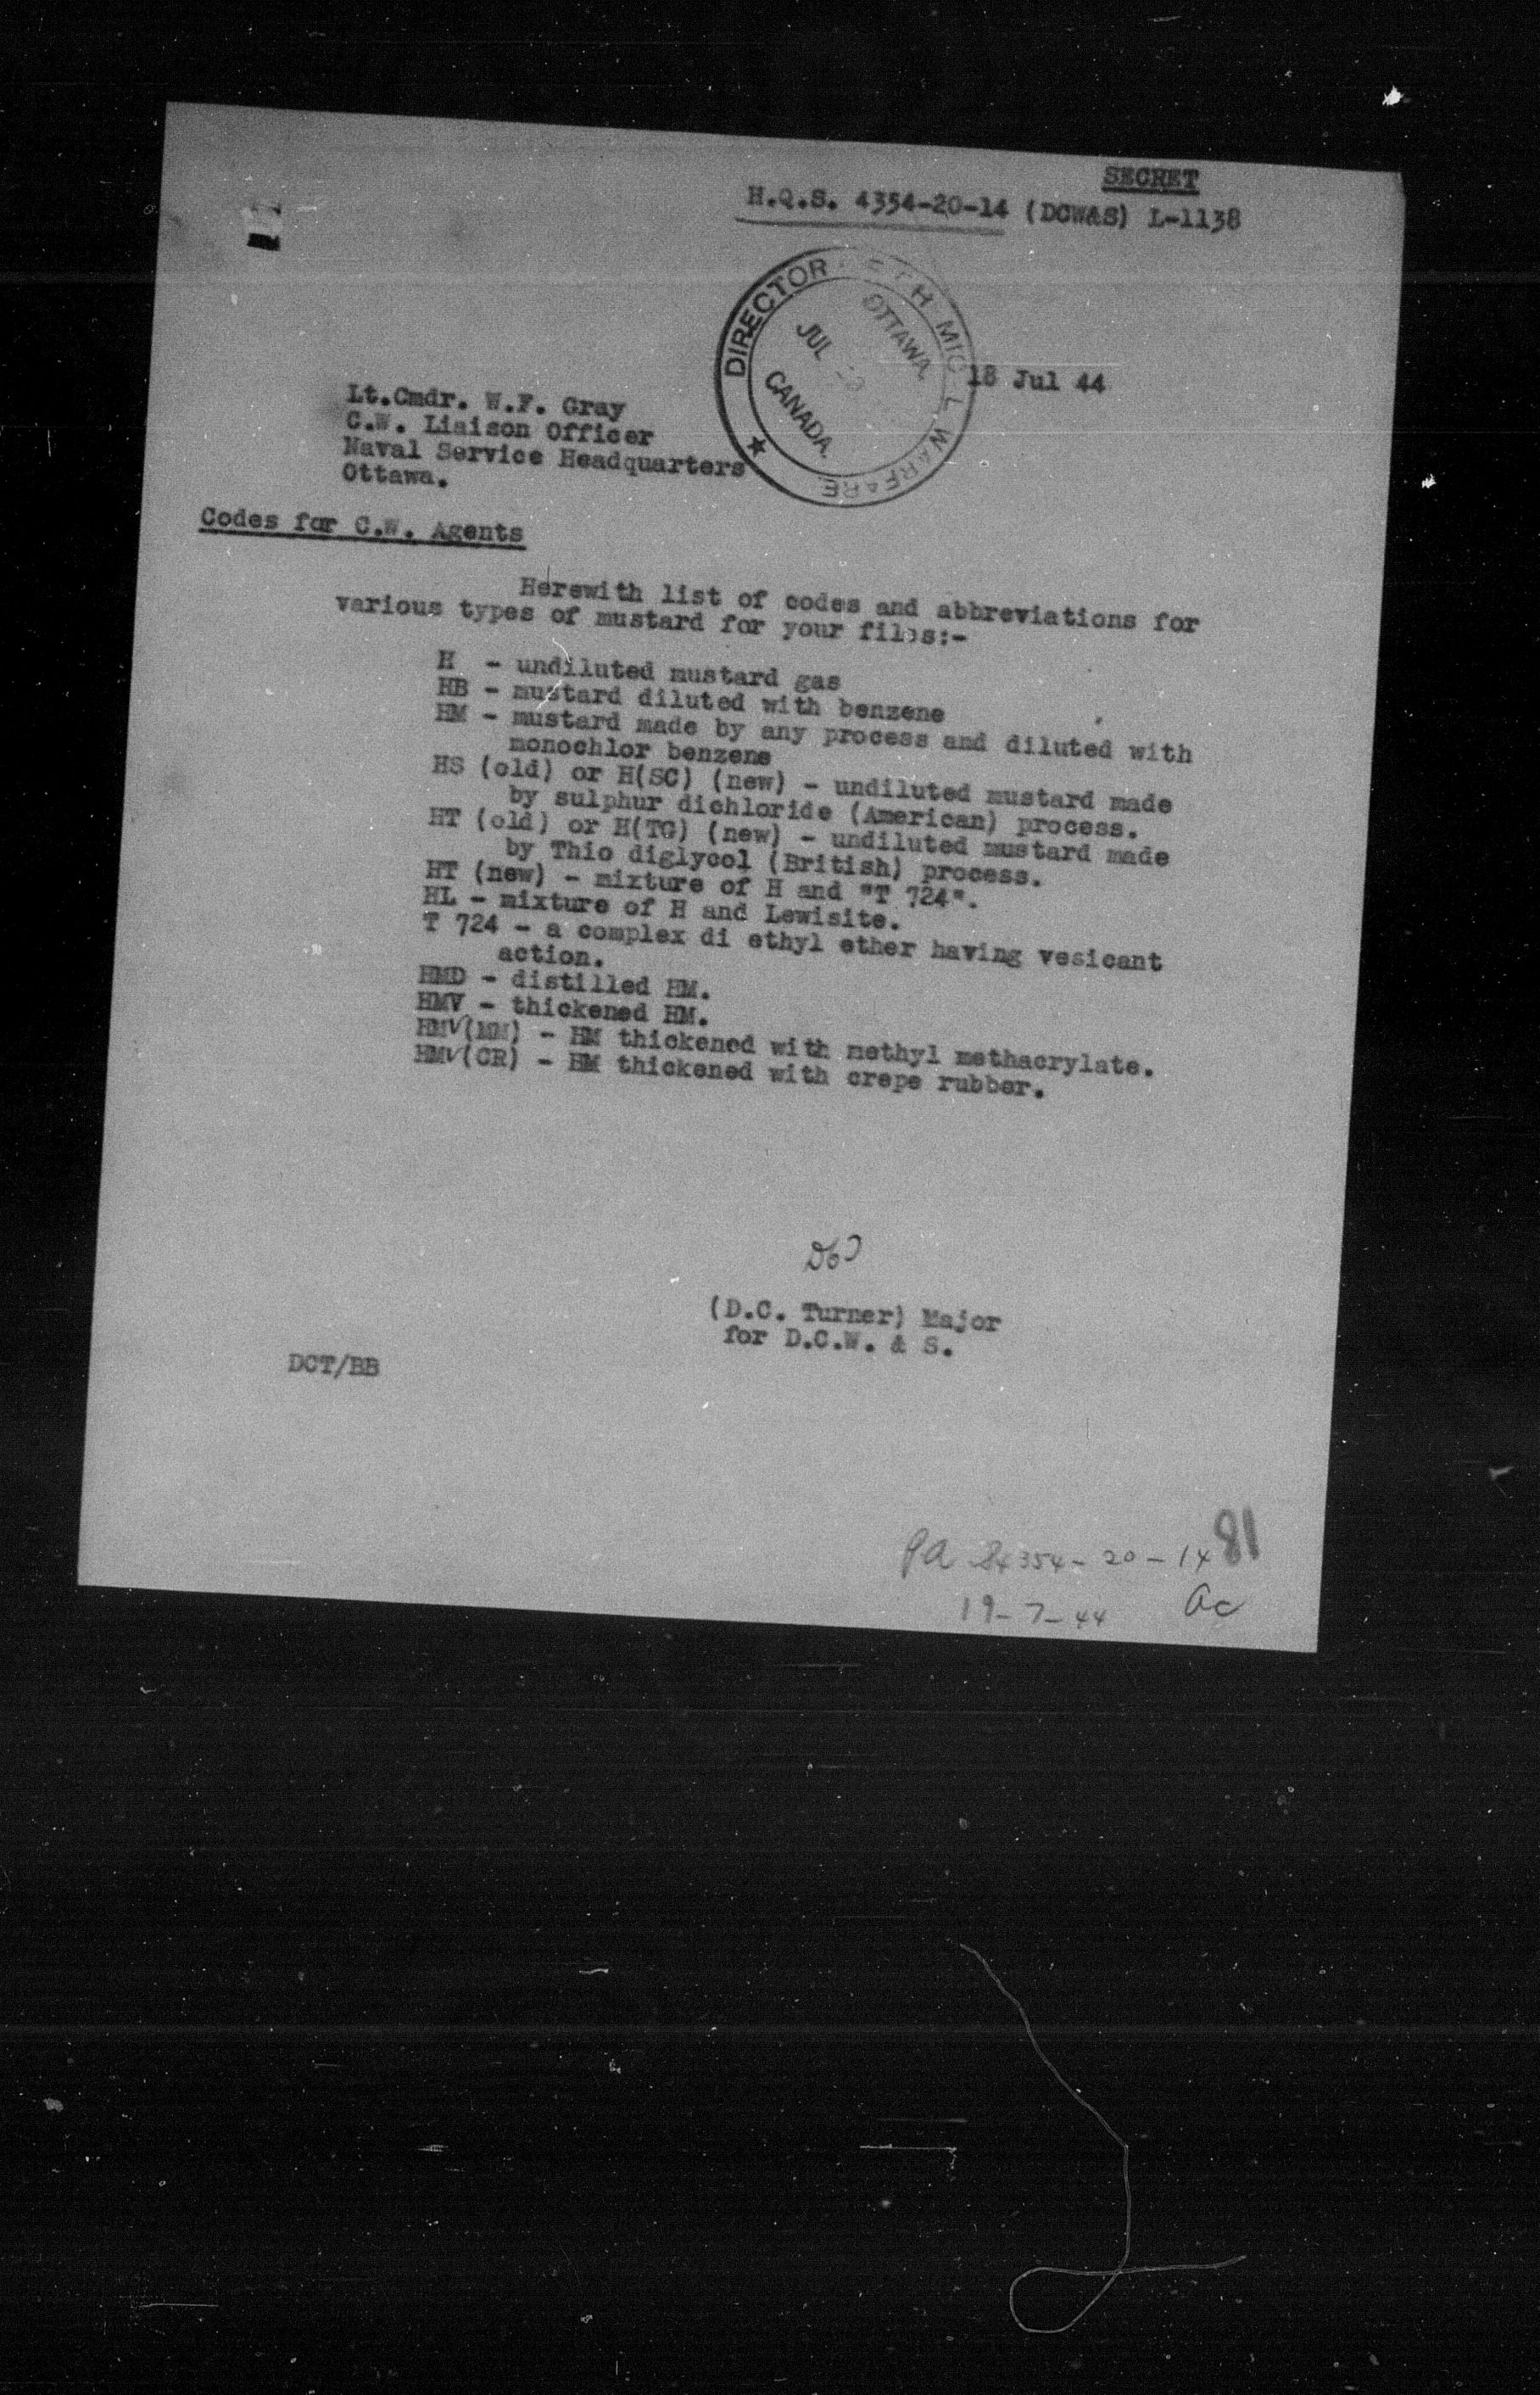 SECRET
H.Q.S. 4354-20-14 (DCW&S) L-1138
DIRECTOR WARFARE
OTTAWA.
JUL
CANADA.
18 Jul 44
Lt.Cmdr. W.F. Gray
C.W. Liaison Officer
Naval Service Headquarters
Ottawa.
Codes for C.W. Agents
Herewith list of codes and abbreviations for
various types of mustard for your files:-
H - undiluted mustard gas
HB - mustard diluted with benzene
HM - mustard made by any process and diluted with
monochlor benzene
HS (old) or H(SC) (new) - undiluted mustard made
by sulphur dichloride (American) process.
HT (old) or H(TG) (new) - undiluted mustard made
by Thio diglycol (British) process.
HT (new) - mixture of H and "T 724".
HL - mixture of H and Lewisite.
T 724 - a complex di ethyl ether having vesicant
action.
HMD - distilled HM.
HMV - thickened HM.
HMV(MM) - HM thickened with methyl methacrylate.
HMV(CR) - HM thickened with crepe rubber.
(D.C. Turner) Major
for D.C.W. & S.
DCT/BB
81
PA 4354-20-14
19-7-44 ac